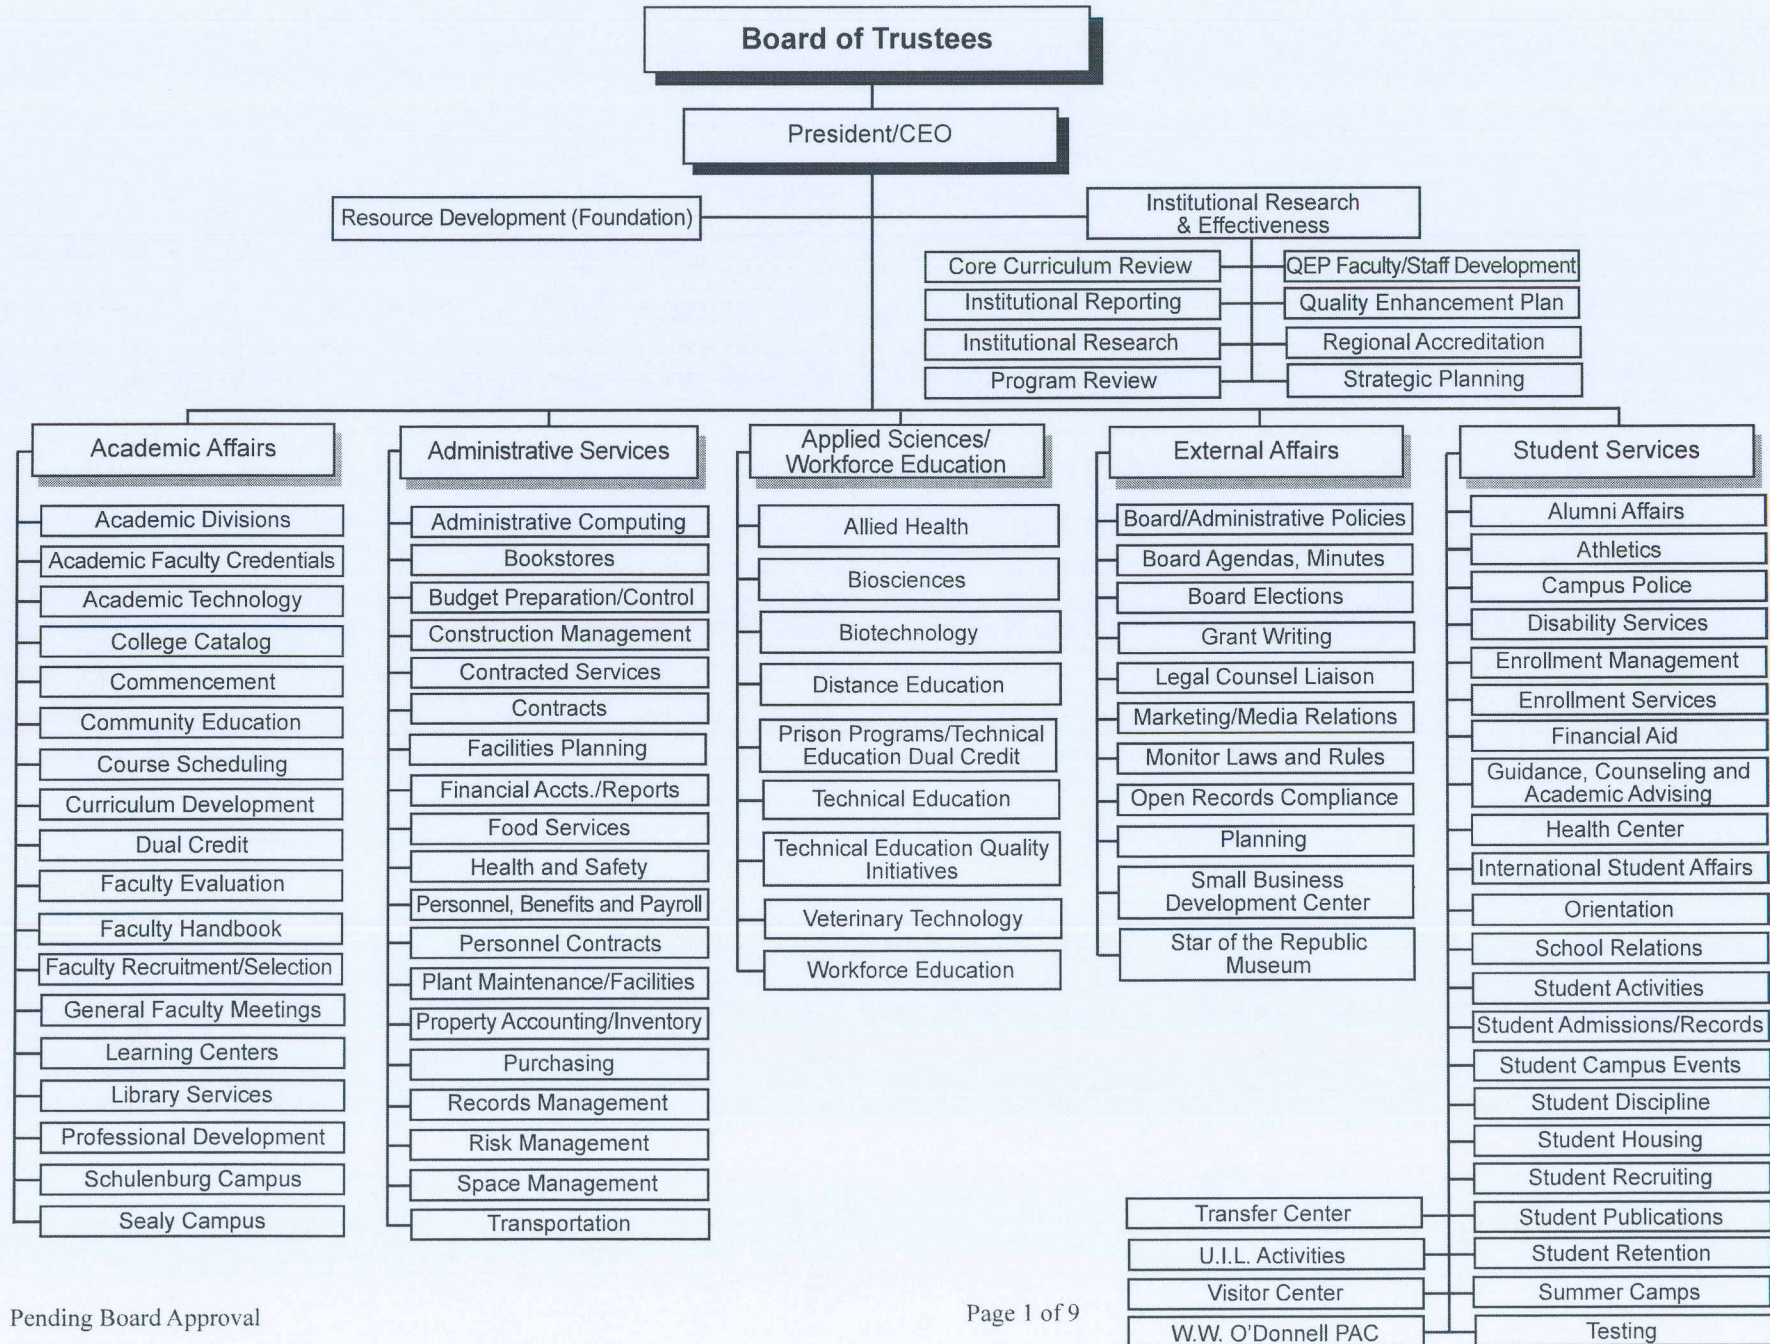 Board of Trustees
President/CEO
Resource Development (Foundation)
Institutional Research
& Effectiveness
Core Curriculum Review
QEP Faculty/Staff Development
Institutional Reporting
Quality Enhancement Plan
Institutional Research
Regional Accreditation
Program Review
Strategic Planning
Academic Affairs
Academic Divisions
Academic Faculty Credentials
Academic Technology
College Catalog
Commencement
Community Education
Course Scheduling
Curriculum Development
Dual Credit
Faculty Evaluation
Faculty Handbook
Faculty Recruitment/Selection
General Faculty Meetings
Learning Centers
Library Services
Professional Development
Schulenburg Campus
Sealy Campus
Administrative Services
Administrative Computing
Bookstores
Budget Preparation/Control
Construction Management
Contracted Services
Contracts
Facilities Planning
Financial Accts./Reports
Food Services
Health and Safety
Personnel, Benefits and Payroll
Personnel Contracts
Plant Maintenance/Facilities
Property Accounting/Inventory
Purchasing
Records Management
Risk Management
Space Management
Transportation
Applied Sciences/
Workforce Education
Allied Health
Biosciences
Biotechnology
Distance Education
Prison Programs/Technical
Education Dual Credit
Technical Education
Technical Education Quality
Initiatives
Veterinary Technology
Workforce Education
External Affairs
Board/Administrative Policies
Board Agendas, Minutes
Board Elections
Grant Writing
Legal Counsel Liaison
Marketing/Media Relations
Monitor Laws and Rules
Open Records Compliance
Planning
Small Business
Development Center
Star of the Republic
Museum
Student Services
Alumni Affairs
Athletics
Campus Police
Disability Services
Enrollment Management
Enrollment Services
Financial Aid
Guidance, Counseling and
Academic Advising
Health Center
International Student Affairs
Orientation
School Relations
Student Activities
Student Admissions/Records
Student Campus Events
Student Discipline
Student Housing
Student Recruiting
Transfer Center
Student Publications
U.I.L. Activities
Student Retention
Visitor Center
Summer Camps
W.W. O'Donnell PAC
Testing
Pending Board Approval
Page 1 of 9